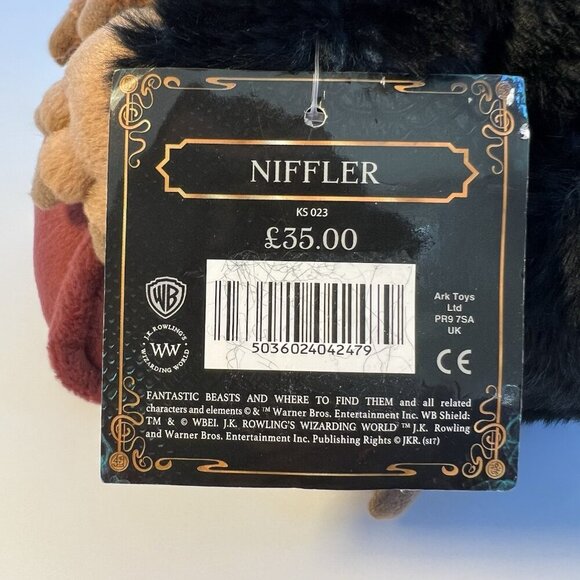 NIFFLER
KS 023
£35.00
WB
J.K. ROWLING'S
WW
WIZARDING WORLD
5036024042479
Ark Toys
Ltd
PR9 7SA
UK
CE
FANTASTIC BEASTS AND WHERE TO FIND THEM and all related
characters and elements © & ™ Warner Bros. Entertainment Inc. WB Shield:
TM & © WBEI. J.K. ROWLING'S WIZARDING WORLD ™ J.K. Rowling
and Warner Bros. Entertainment Inc. Publishing Rights © JKR. (s17)